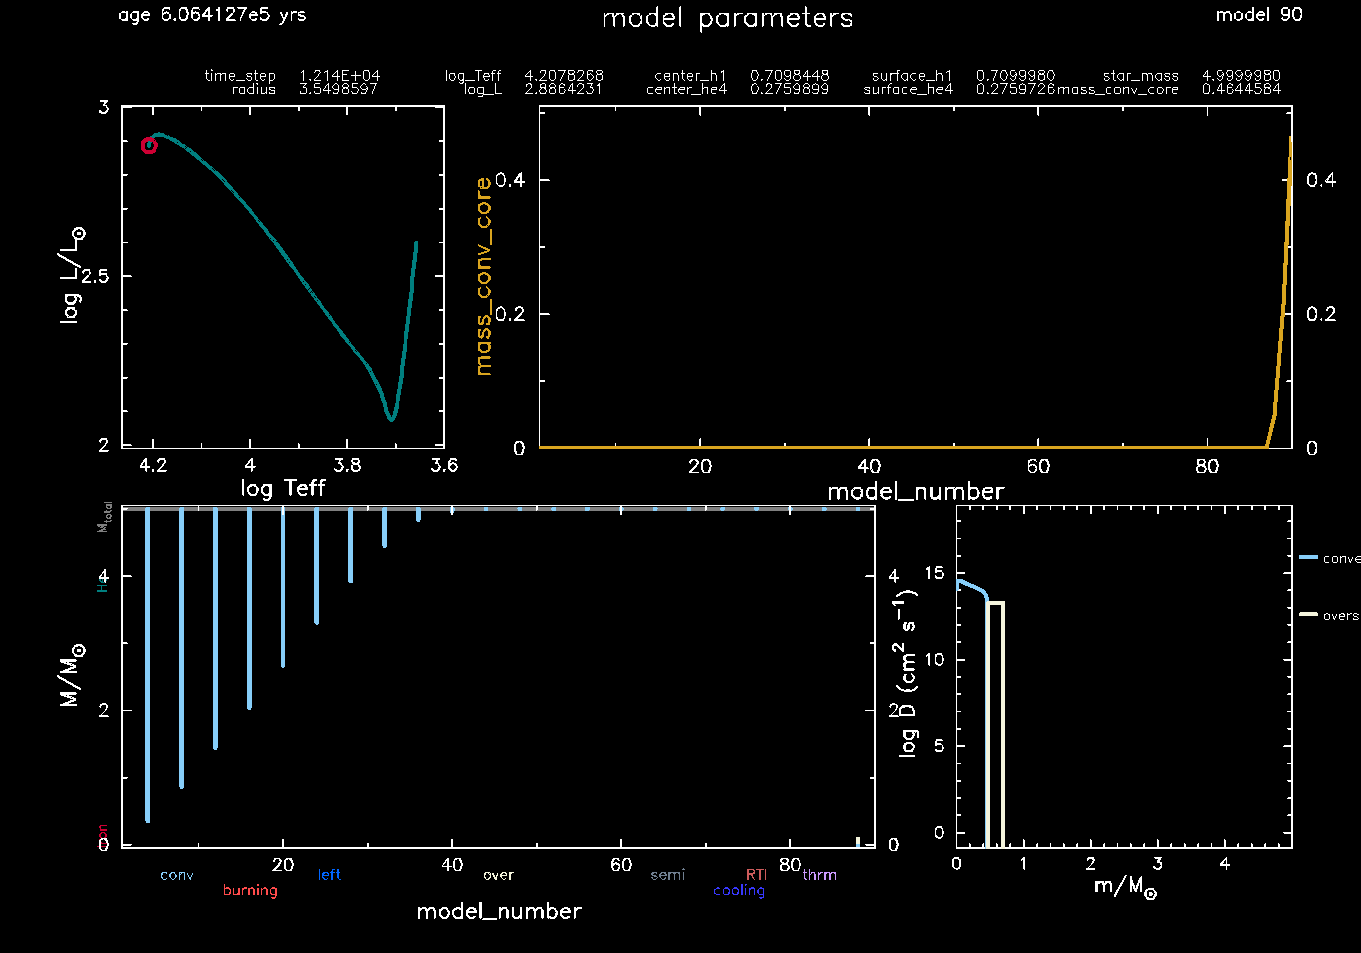 age 6.064127e5 yrs
model parameters
model 90
time_step 1.214E+04 log_Teff 4.2078268 center_h1 0.7098448 surface_h1 0.7099980 star_mass 4.9999980
radius 3.5498597 log_L 2.8864231 center_he4 0.2759899 surface_he4 0.2759726 mass_conv_core 0.4644584
3
2.5
2
log L/L⊙
4.2 4 3.8 3.6
log Teff
mass_conv_core
0.4
0.2
0
0.4
0.2
0
20 40 60 80
model_number
M total
He
4
2
0
M/M⊙
4
2
0
20 40 60 80
conv left over semi RTI thrm
burning cooling
model_number
log D (cm² s⁻¹)
15
10
5
0
0 1 2 3 4
m/M⊙
conve
overs